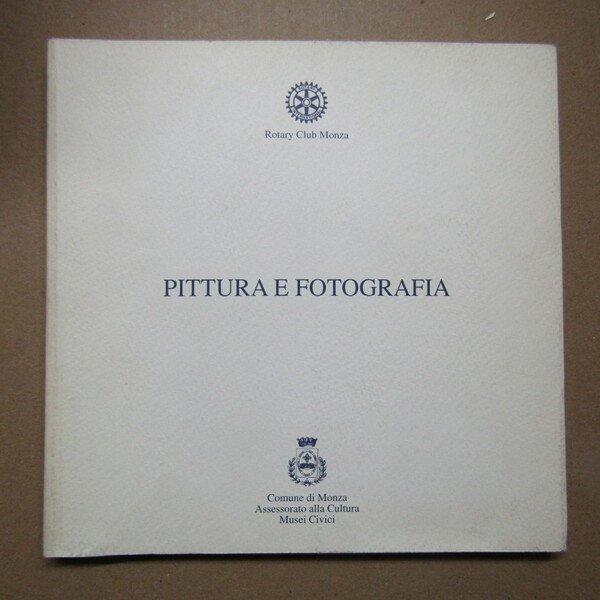 Rotary Club Monza
PITTURA E FOTOGRAFIA
Comune di Monza
Assessorato alla Cultura
Musei Civici